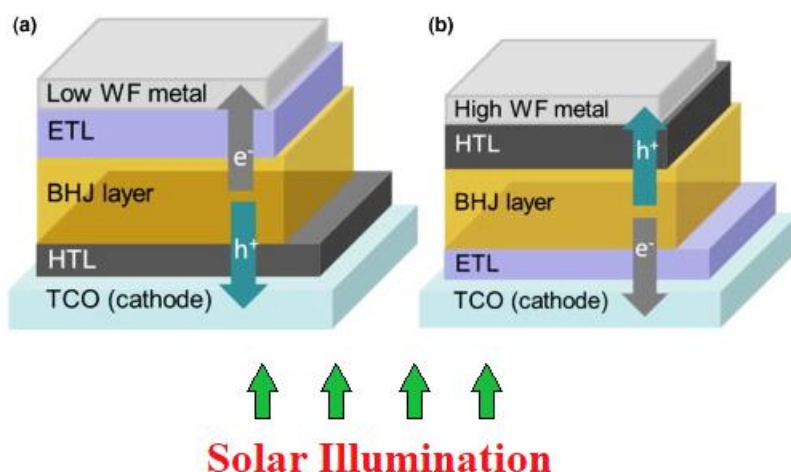 (a)
Low WF metal
ETL
e-
BHJ layer
h+
HTL
TCO (cathode)
(b)
High WF metal
HTL
h+
BHJ layer
e-
ETL
TCO (cathode)
Solar Illumination